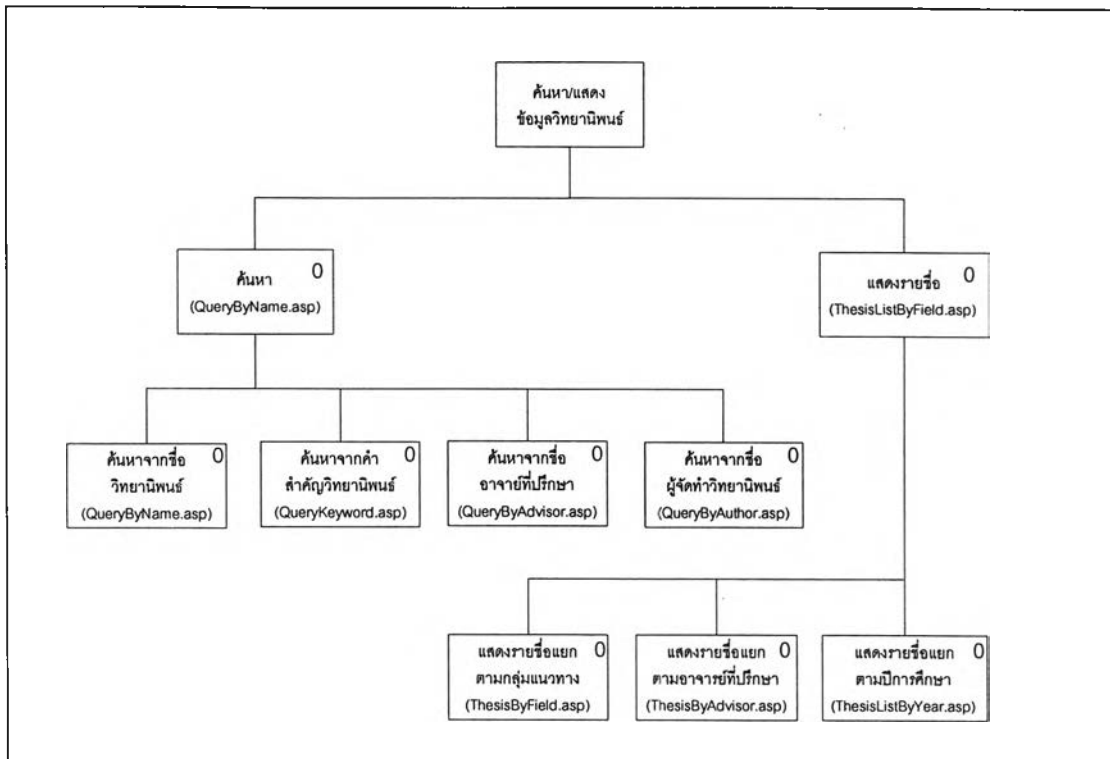 ค้นหา/แสดง
ข้อมูลวิทยานิพนธ์
ค้นหา 0
(QueryByName.asp)
แสดงรายชื่อ 0
(ThesisListByField.asp)
ค้นหาจากชื่อ 0
วิทยานิพนธ์
(QueryByName.asp)
ค้นหาจากคำ 0
สำคัญวิทยานิพนธ์
(QueryKeyword.asp)
ค้นหาจากชื่อ 0
อาจาย์ที่ปรึกษา
(QueryByAdvisor.asp)
ค้นหาจากชื่อ 0
ผู้จัดทำวิทยานิพนธ์
(QueryByAuthor.asp)
แสดงรายชื่อแยก 0
ตามกลุ่มแนวทาง
(ThesisByField.asp)
แสดงรายชื่อแยก 0
ตามอาจารย์ที่ปรึกษา
(ThesisByAdvisor.asp)
แสดงรายชื่อแยก 0
ตามปีการศึกษา
(ThesisListByYear.asp)